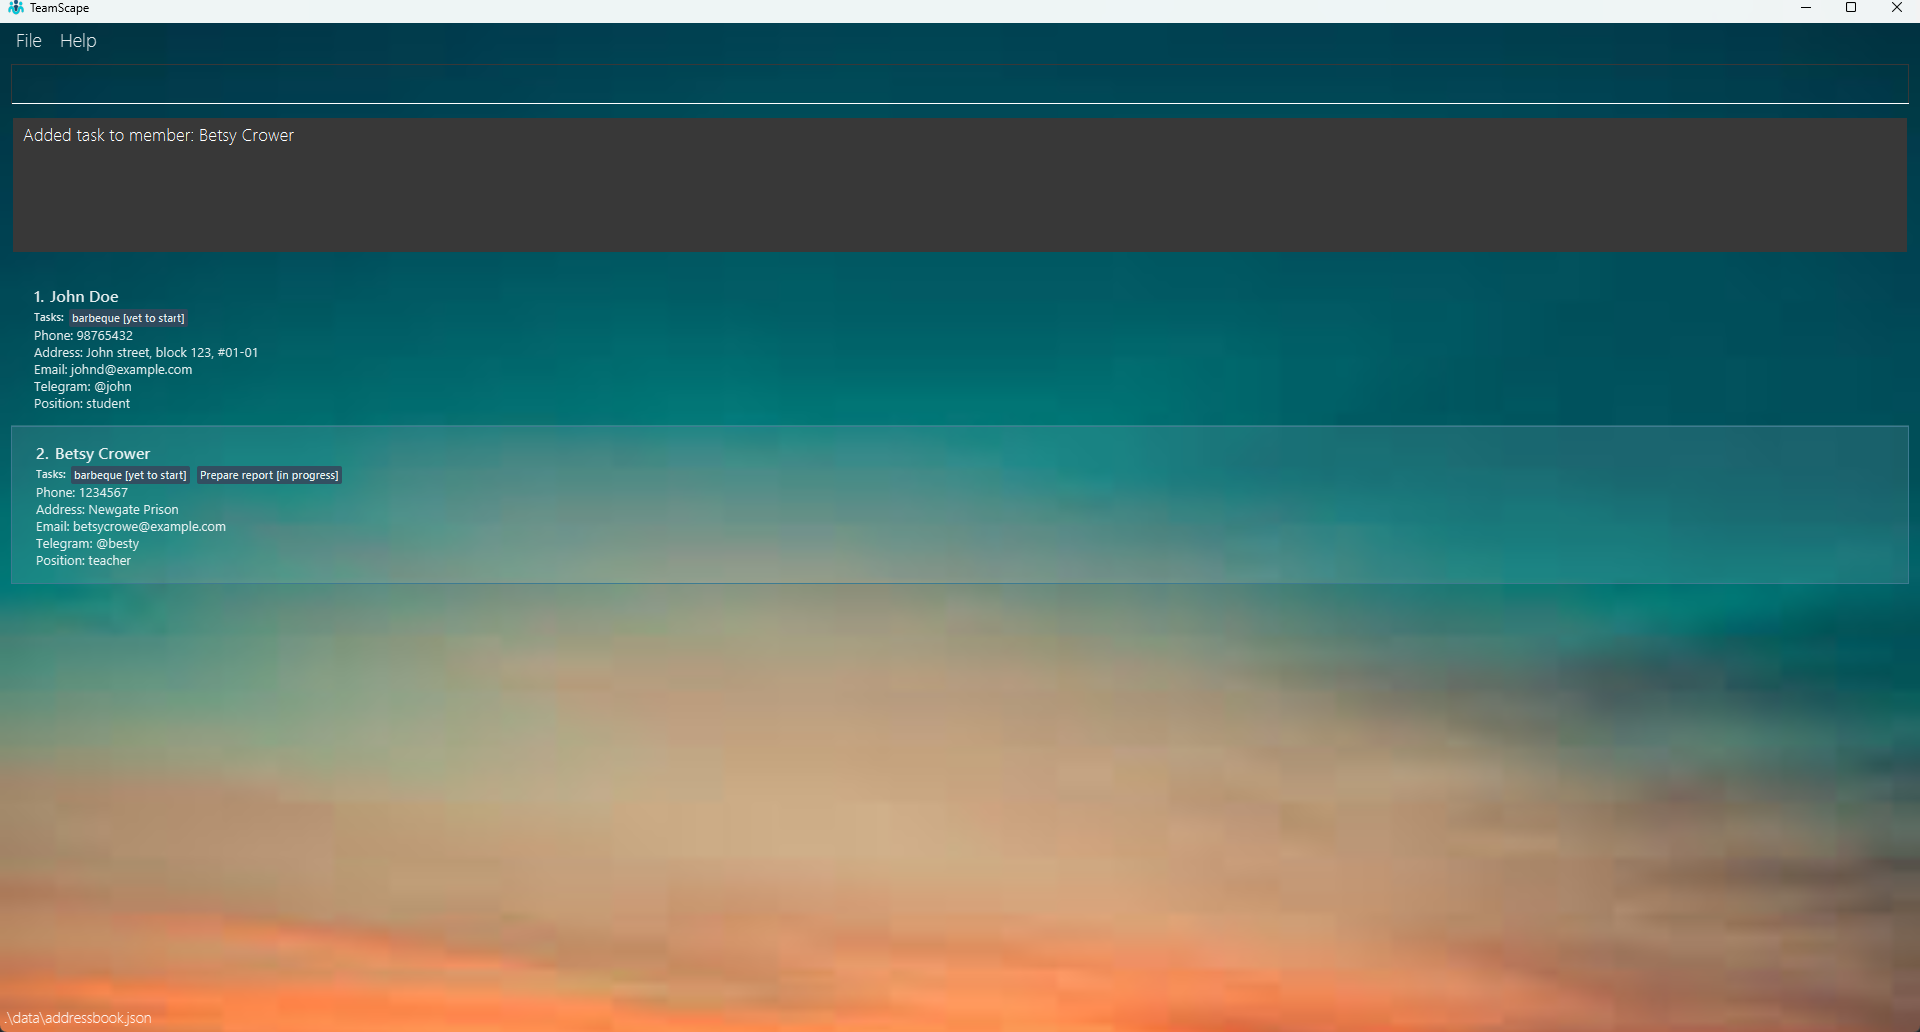 TeamScape
File Help
Added task to member: Betsy Crower
1. John Doe
Tasks: barbeque [yet to start]
Phone: 98765432
Address: John street, block 123, #01-01
Email: johnd@example.com
Telegram: @john
Position: student
2. Betsy Crower
Tasks: barbeque [yet to start] Prepare report [in progress]
Phone: 1234567
Address: Newgate Prison
Email: betsycrowe@example.com
Telegram: @besty
Position: teacher
.\data\addressbook.json